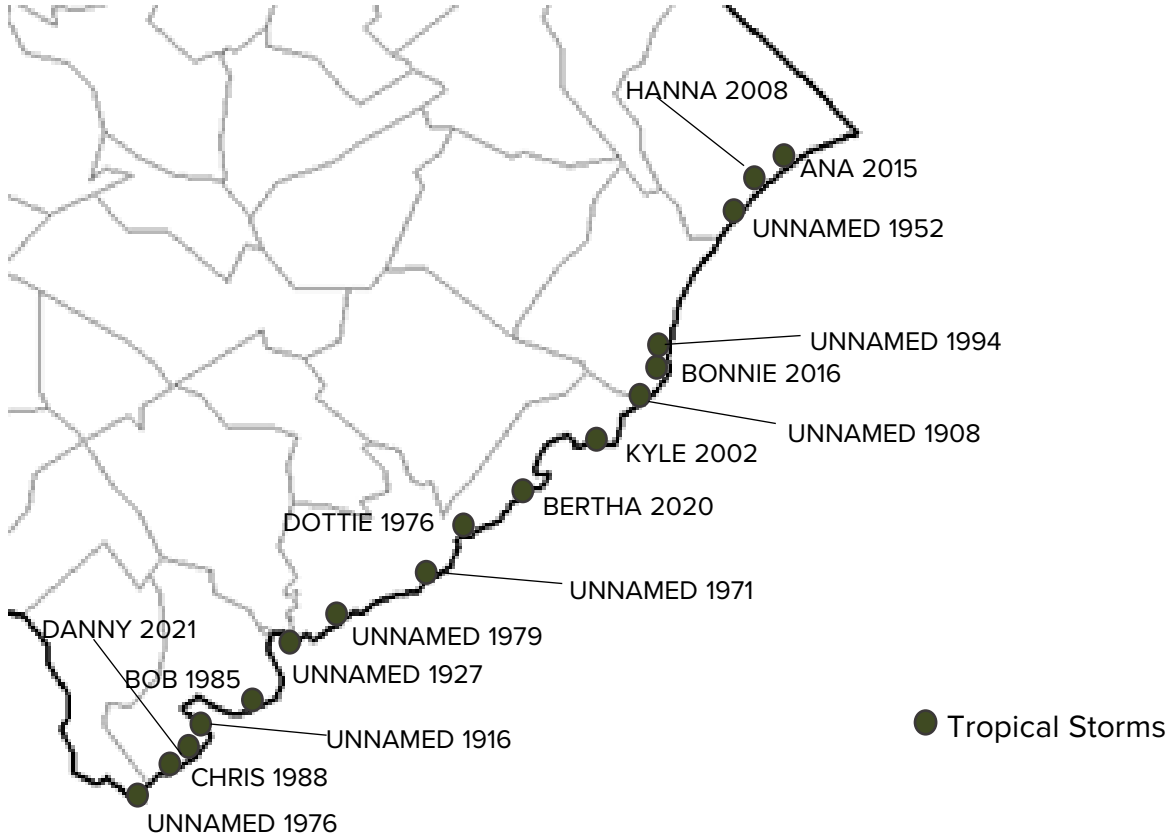 HANNA 2008
ANA 2015
UNNAMED 1952
UNNAMED 1994
BONNIE 2016
UNNAMED 1908
KYLE 2002
BERTHA 2020
DOTTIE 1976
UNNAMED 1971
DANNY 2021
UNNAMED 1979
UNNAMED 1927
BOB 1985
Tropical Storms
UNNAMED 1916
CHRIS 1988
UNNAMED 1976